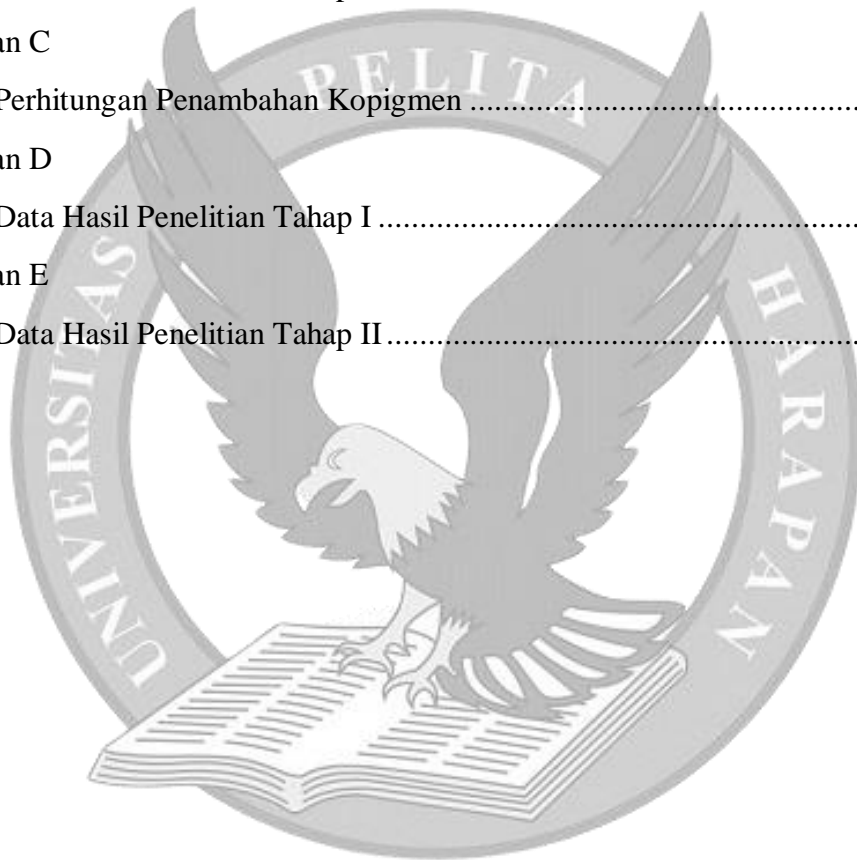 an C
Perhitungan Penambahan Kopigmen ..........................................
an D
Data Hasil Penelitian Tahap I .....................................................
an E
Data Hasil Penelitian Tahap II ....................................................
UNIVERSITAS PELITA HARAPAN